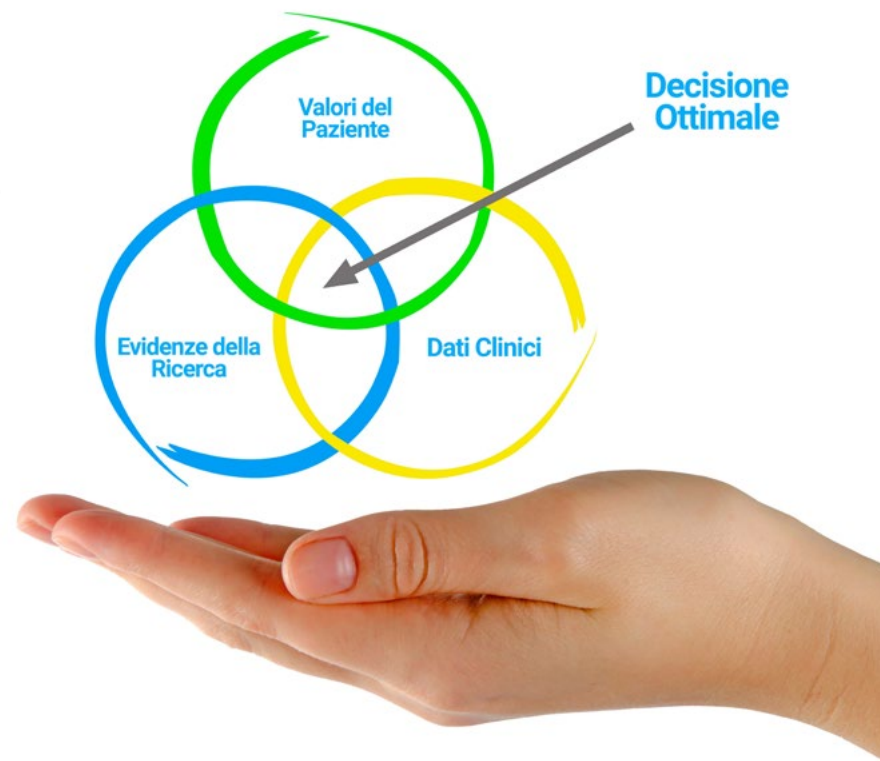 Valori del
Paziente
Decisione
Ottimale
Evidenze della
Ricerca
Dati Clinici